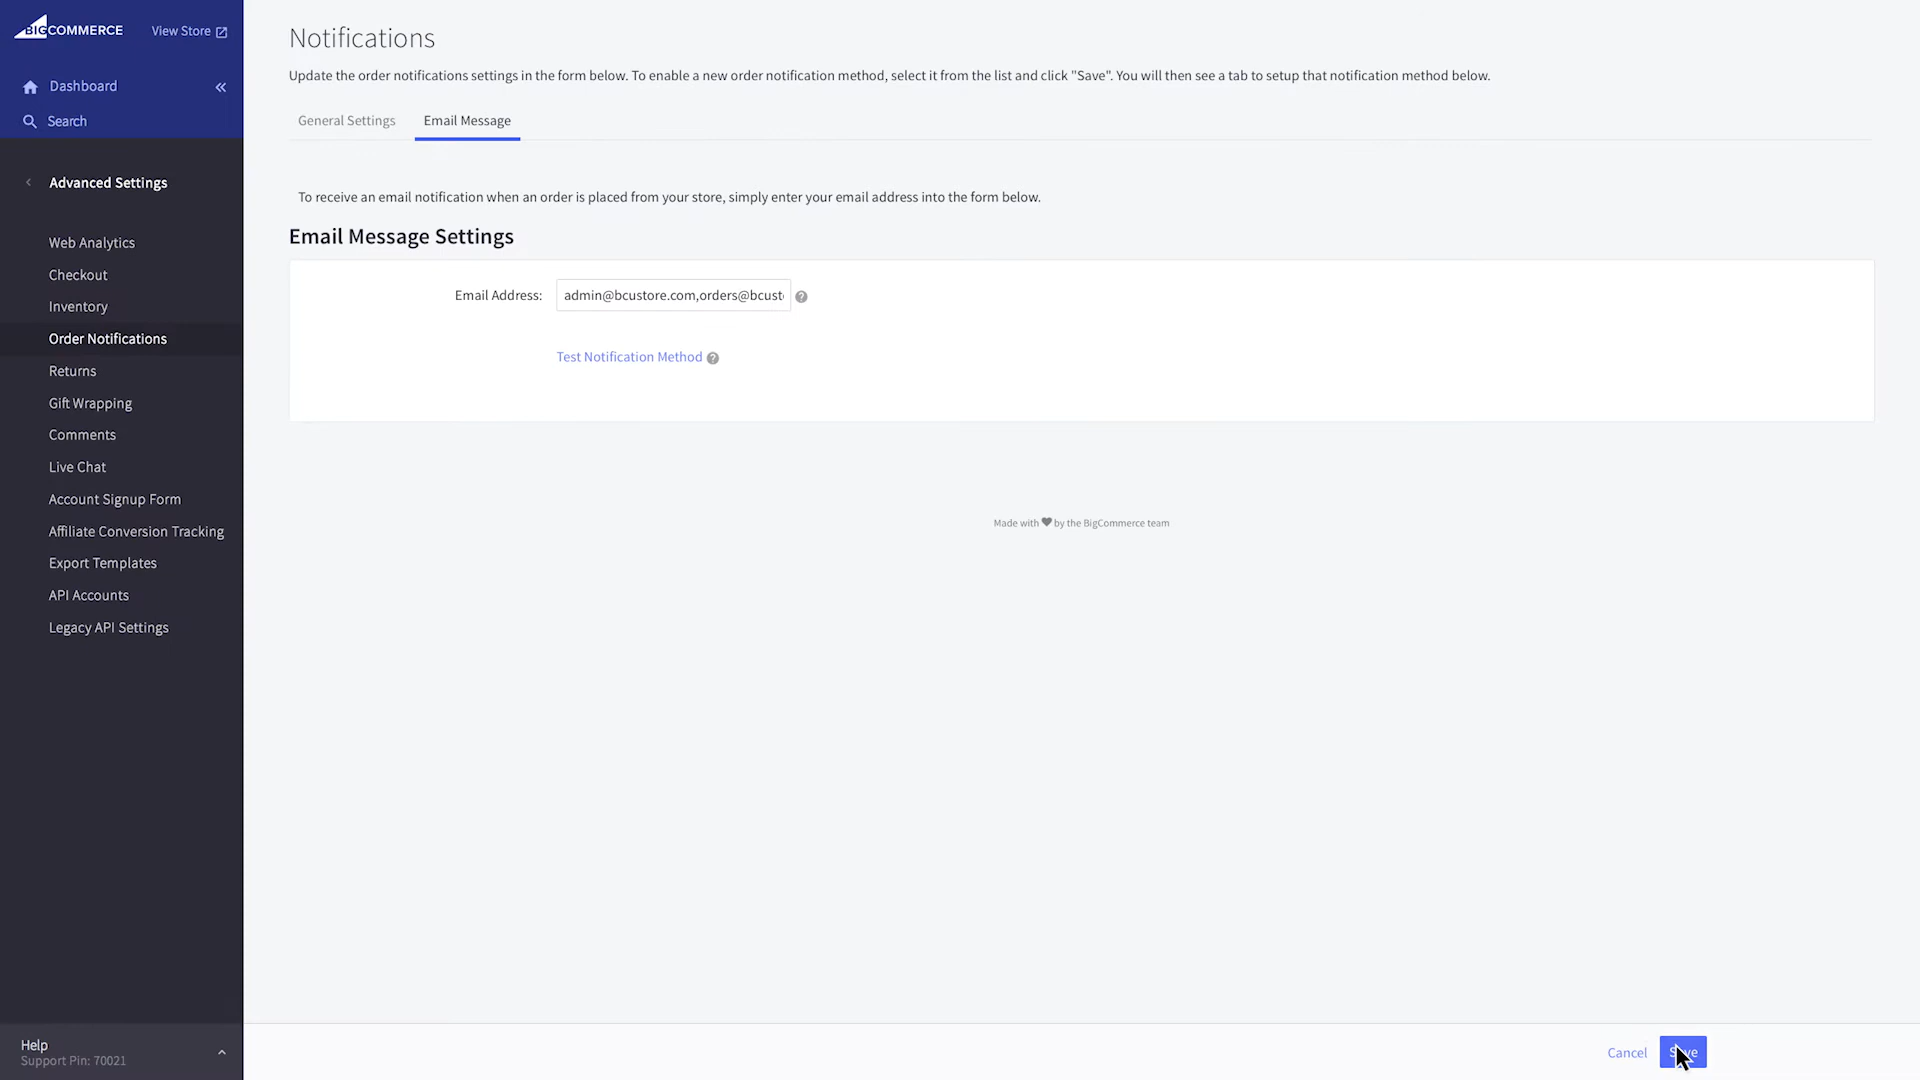 BIGCOMMERCE
View Store
Dashboard
Search
Advanced Settings
Web Analytics
Checkout
Inventory
Order Notifications
Returns
Gift Wrapping
Comments
Live Chat
Account Signup Form
Affiliate Conversion Tracking
Export Templates
API Accounts
Legacy API Settings
Help
Support Pin: 70021
Notifications
Update the order notifications settings in the form below. To enable a new order notification method, select it from the list and click "Save". You will then see a tab to setup that notification method below.
General Settings
Email Message
To receive an email notification when an order is placed from your store, simply enter your email address into the form below.
Email Message Settings
Email Address:
admin@bcustore.com,orders@bcust
Test Notification Method
Made with ♥ by the BigCommerce team
Cancel
Save